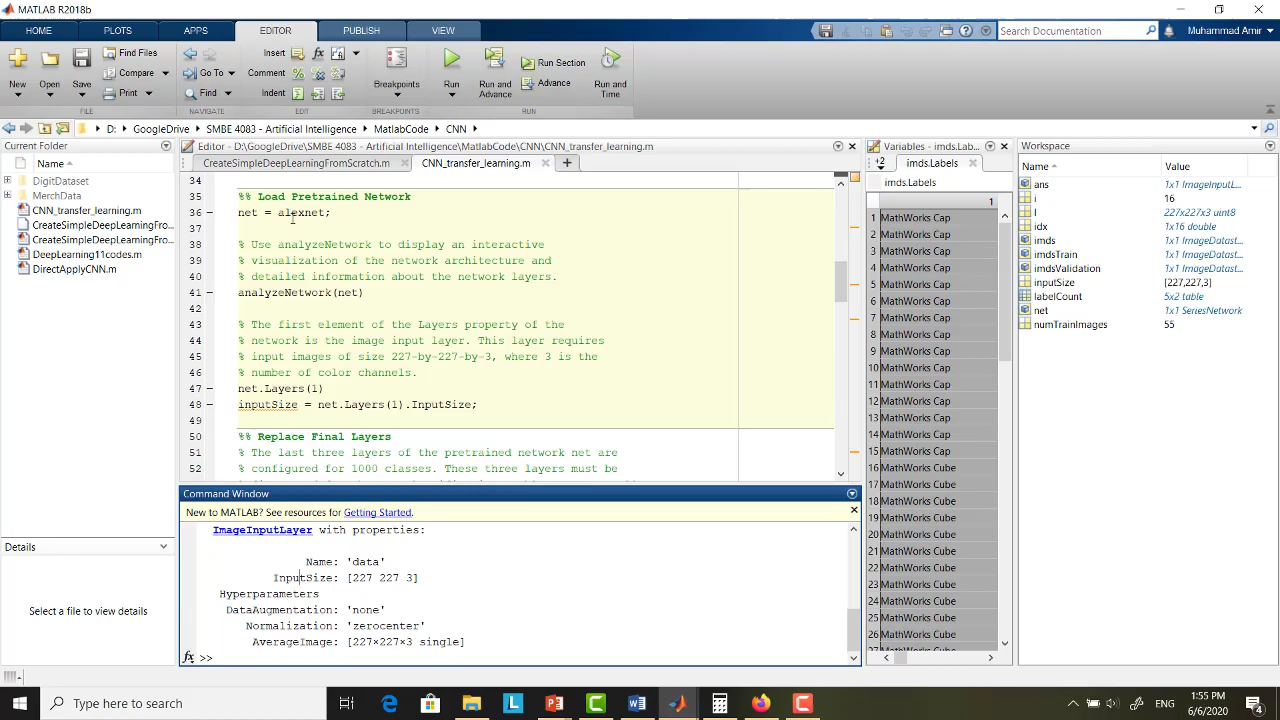 MATLAB R2018b
HOME PLOTS APPS EDITOR PUBLISH VIEW
Search Documentation
Muhammad Amir
New Open Save Find Files Compare Print
Go To Find
Insert Comment Indent
Breakpoints
Run Run and Advance Run Section Advance Run and Time
FILE NAVIGATE EDIT BREAKPOINTS RUN
D: GoogleDrive SMBE 4083 - Artificial Intelligence MatlabCode CNN
Current Folder
Name
DigitDataset
MerchData
CNN_transfer_learning.m
CreateSimpleDeepLearningFro...
CreateSimpleDeepLearningFro...
DeepLearning11codes.m
DirectApplyCNN.m
Details
Select a file to view details
Editor - D:\GoogleDrive\SMBE 4083 - Artificial Intelligence\MatlabCode\CNN\CNN_transfer_learning.m
CreateSimpleDeepLearningFromScratch.m CNN_transfer_learning.m
34
35 %% Load Pretrained Network
36 – net = alexnet;
37
38 % Use analyzeNetwork to display an interactive
39 % visualization of the network architecture and
40 % detailed information about the network layers.
41 – analyzeNetwork(net)
42
43 % The first element of the Layers property of the
44 % network is the image input layer. This layer requires
45 % input images of size 227-by-227-by-3, where 3 is the
46 % number of color channels.
47 – net.Layers(1)
48 – inputSize = net.Layers(1).InputSize;
49
50 %% Replace Final Layers
51 % The last three layers of the pretrained network net are
52 % configured for 1000 classes. These three layers must be
Command Window
New to MATLAB? See resources for Getting Started.
ImageInputLayer with properties:
Name: 'data'
InputSize: [227 227 3]
Hyperparameters
DataAugmentation: 'none'
Normalization: 'zerocenter'
AverageImage: [227×227×3 single]
fx >>
Variables - imds.Lab...
imds.Labels
imds.Labels
1
1 MathWorks Cap
2 MathWorks Cap
3 MathWorks Cap
4 MathWorks Cap
5 MathWorks Cap
6 MathWorks Cap
7 MathWorks Cap
8 MathWorks Cap
9 MathWorks Cap
10 MathWorks Cap
11 MathWorks Cap
12 MathWorks Cap
13 MathWorks Cap
14 MathWorks Cap
15 MathWorks Cap
16 MathWorks Cube
17 MathWorks Cube
18 MathWorks Cube
19 MathWorks Cube
20 MathWorks Cube
21 MathWorks Cube
22 MathWorks Cube
23 MathWorks Cube
24 MathWorks Cube
25 MathWorks Cube
26 MathWorks Cube
Workspace
Name Value
ans 1x1 ImageInputL...
i 16
I 227x227x3 uint8
idx 1x16 double
imds 1x1 ImageDatast...
imdsTrain 1x1 ImageDatast...
imdsValidation 1x1 ImageDatast...
inputSize [227,227,3]
labelCount 5x2 table
net 1x1 SeriesNetwork
numTrainImages 55
Type here to search
ENG
1:55 PM
6/6/2020
4